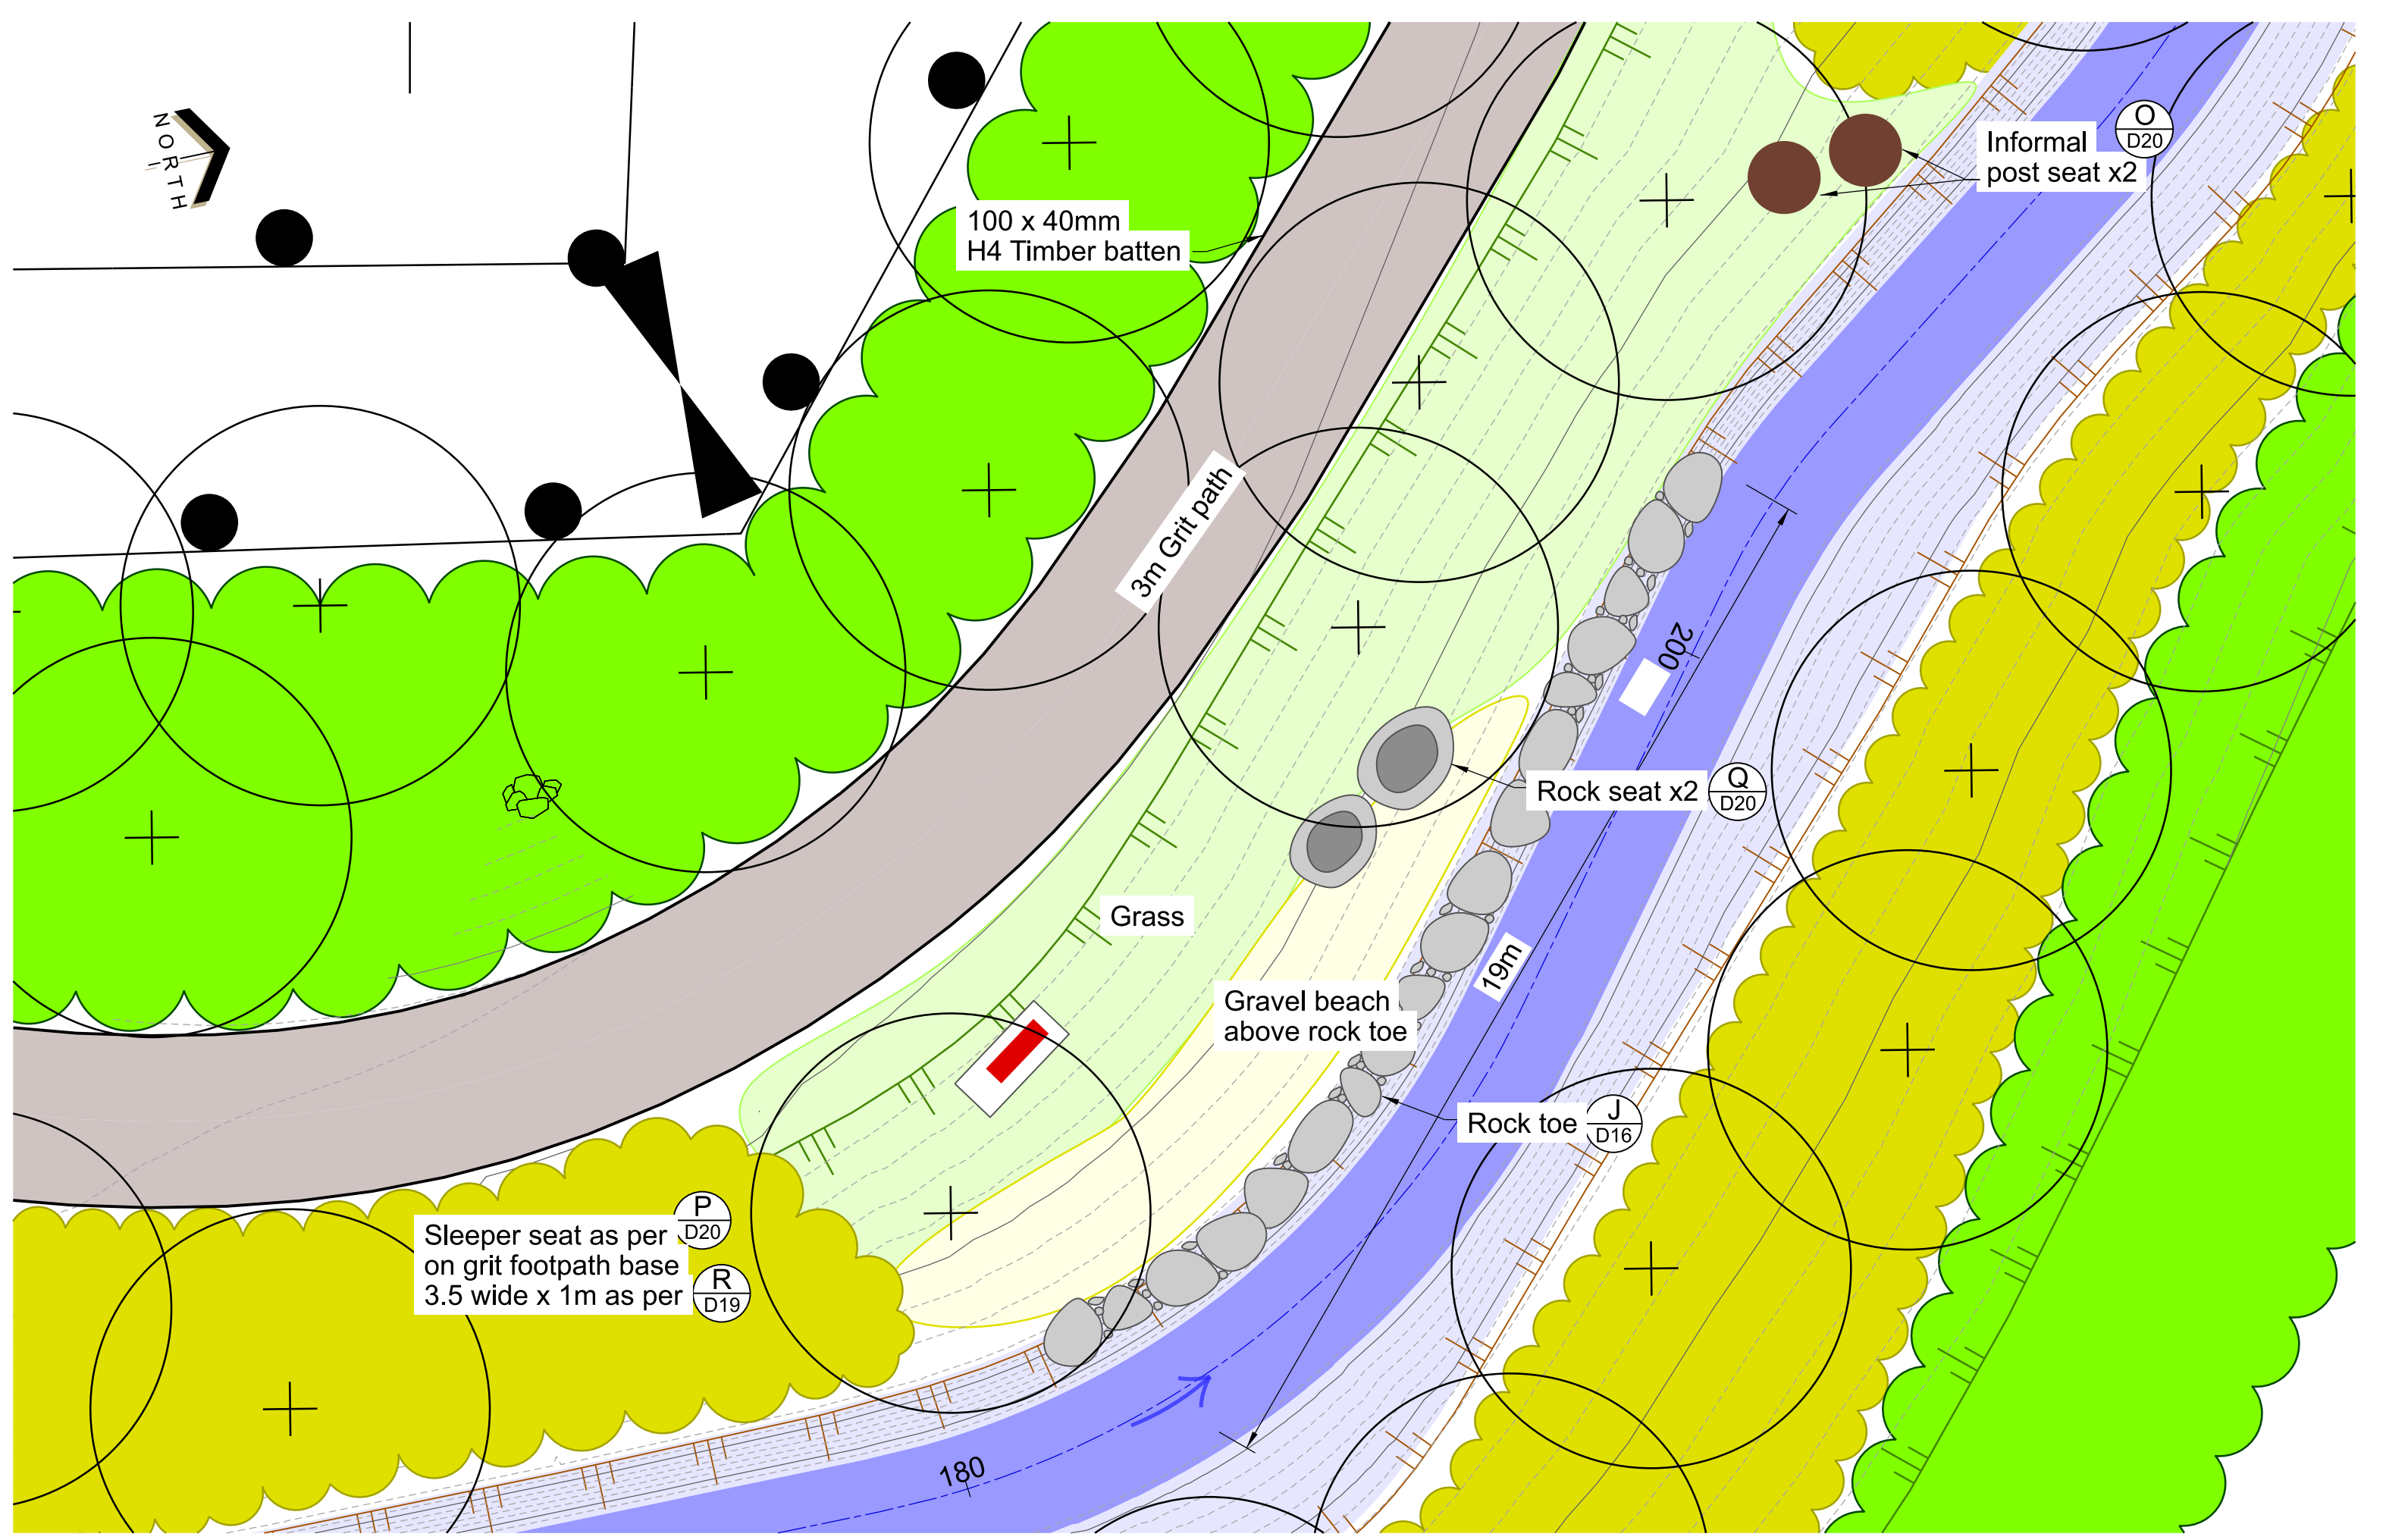 NORTH
O
D20
Informal
post seat x2
100 x 40mm
H4 Timber batten
3m Grit path
200
Rock seat x2
Q
D20
Grass
19m
Gravel beach
above rock toe
Rock toe
J
D16
P
D20
Sleeper seat as per
on grit footpath base
3.5 wide x 1m as per
R
D19
180